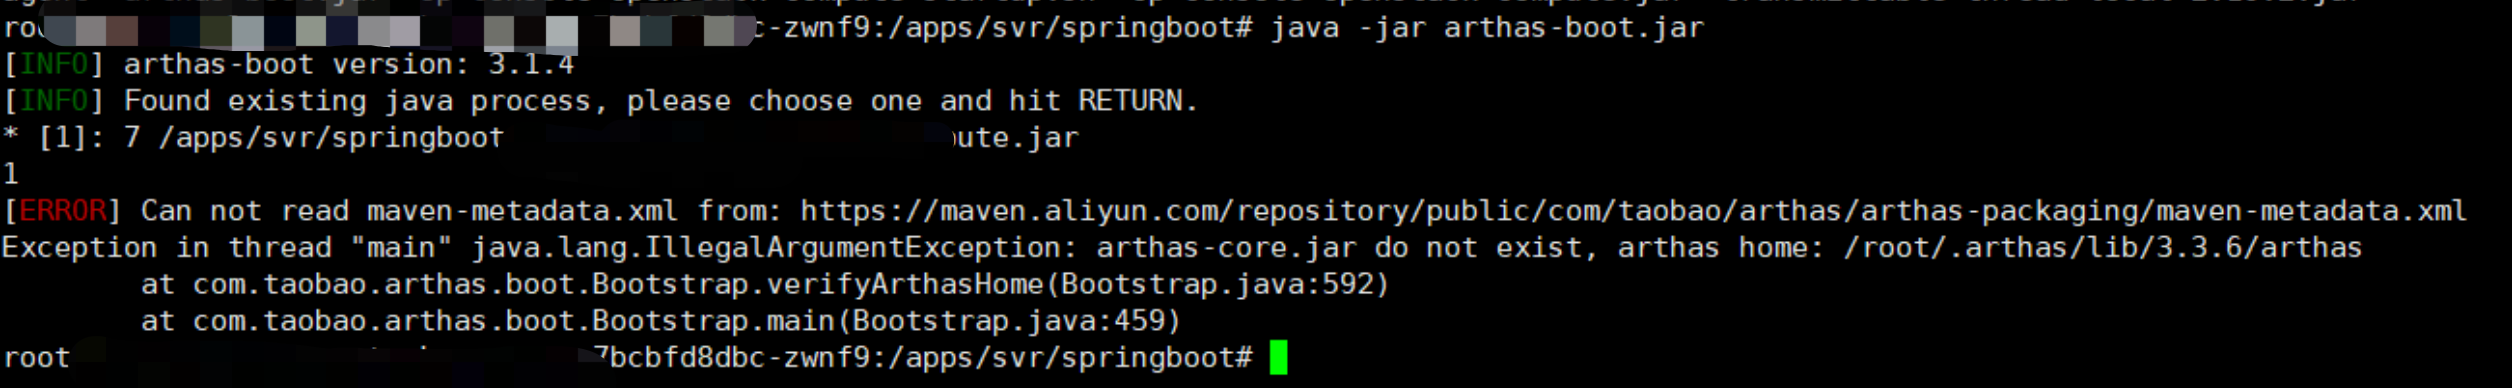 c-zwnf9:/apps/svr/springboot# java -jar arthas-boot.jar
[INFO] arthas-boot version: 3.1.4
[INFO] Found existing java process, please choose one and hit RETURN.
* [1]: 7 /apps/svr/springboot ute.jar
1
[ERROR] Can not read maven-metadata.xml from: https://maven.aliyun.com/repository/public/com/taobao/arthas/arthas-packaging/maven-metadata.xml
Exception in thread "main" java.lang.IllegalArgumentException: arthas-core.jar do not exist, arthas home: /root/.arthas/lib/3.3.6/arthas
at com.taobao.arthas.boot.Bootstrap.verifyArthasHome(Bootstrap.java:592)
at com.taobao.arthas.boot.Bootstrap.main(Bootstrap.java:459)
root 7bcbfd8dbc-zwnf9:/apps/svr/springboot#